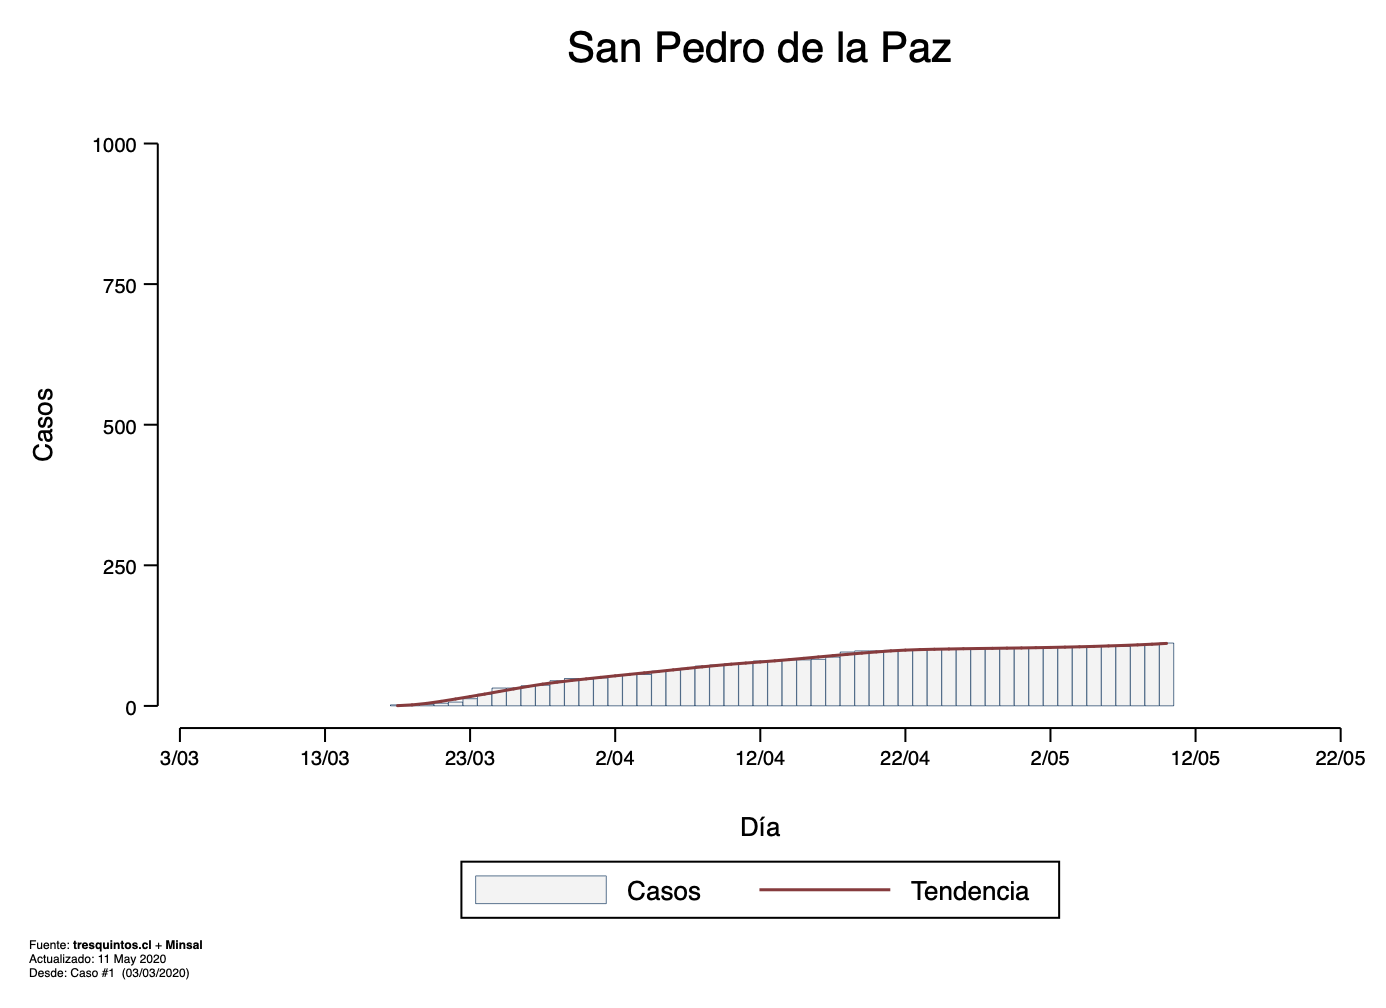 San Pedro de la Paz
Casos
1000
750
500
250
0
3/03 13/03 23/03 2/04 12/04 22/04 2/05 12/05 22/05
Día
Casos Tendencia
Fuente: tresquintos.cl + Minsal
Actualizado: 11 May 2020
Desde: Caso #1 (03/03/2020)